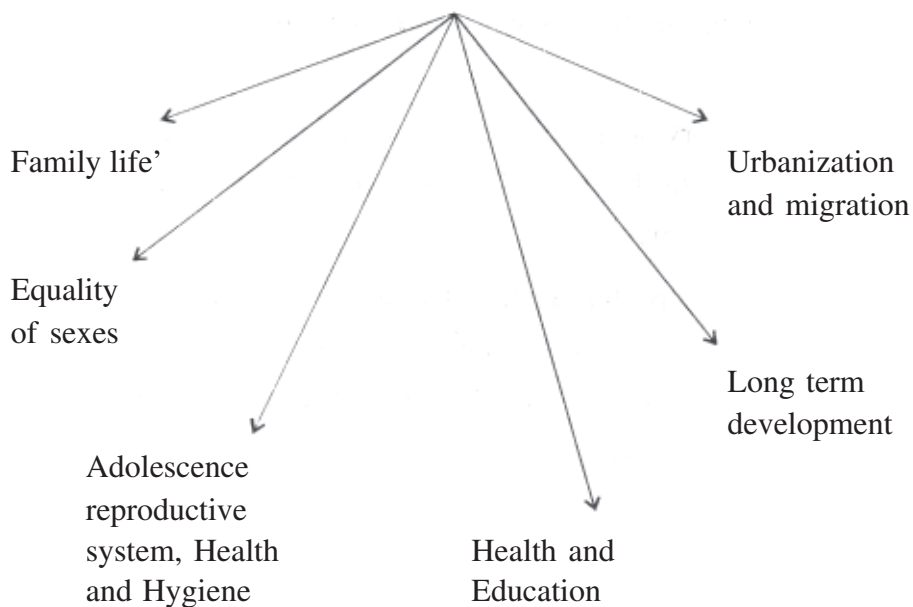 Family life’
Urbanization
and migration
Equality
of sexes
Long term
development
Adolescence
reproductive
system, Health
and Hygiene
Health and
Education